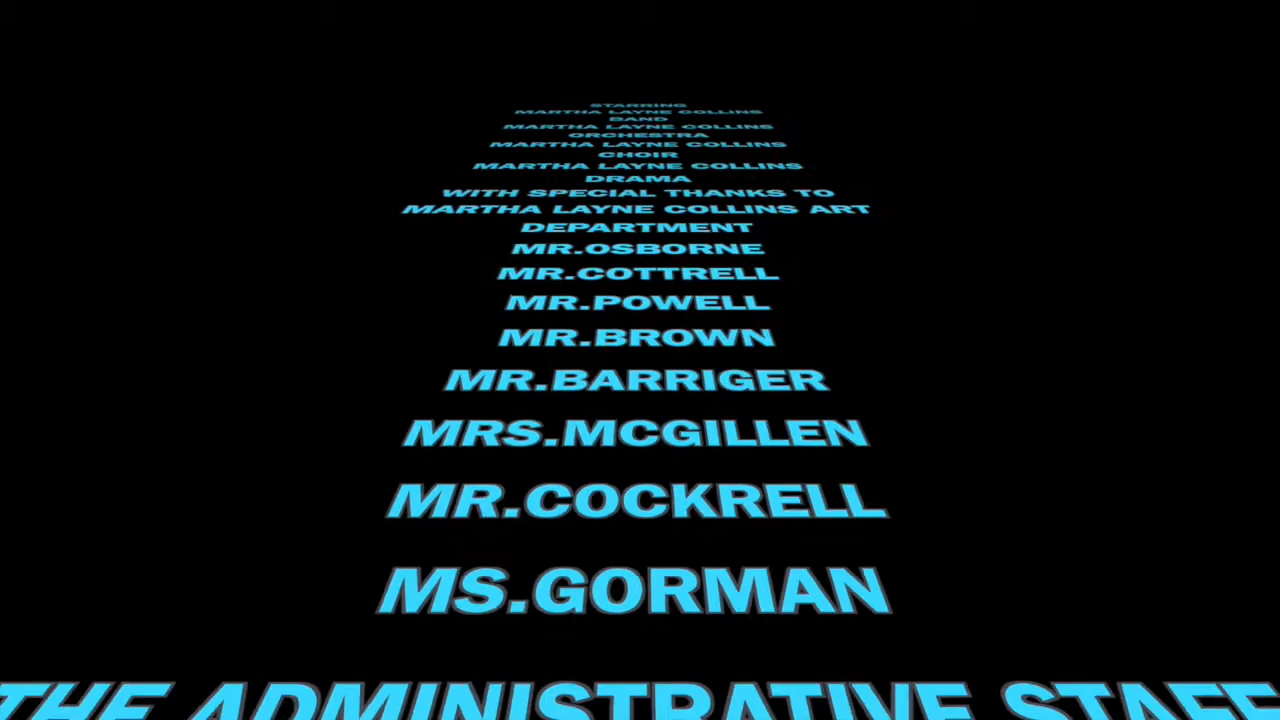 STARRING
MARTHA LAYNE COLLINS
BAND
MARTHA LAYNE COLLINS
ORCHESTRA
MARTHA LAYNE COLLINS
CHOIR
MARTHA LAYNE COLLINS
DRAMA
WITH SPECIAL THANKS TO
MARTHA LAYNE COLLINS ART
DEPARTMENT
MR.OSBORNE
MR.COTTRELL
MR.POWELL
MR.BROWN
MR.BARRIGER
MRS.MCGILLEN
MR.COCKRELL
MS.GORMAN
THE ADMINISTRATIVE STAFF